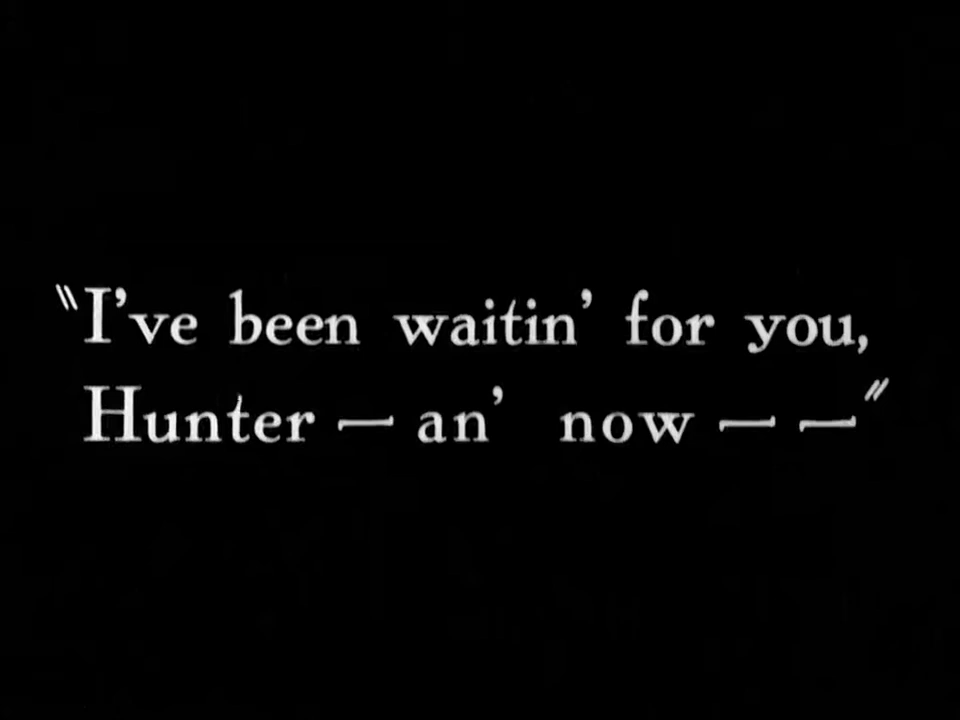 "I've been waitin' for you,
Hunter — an' now — —"